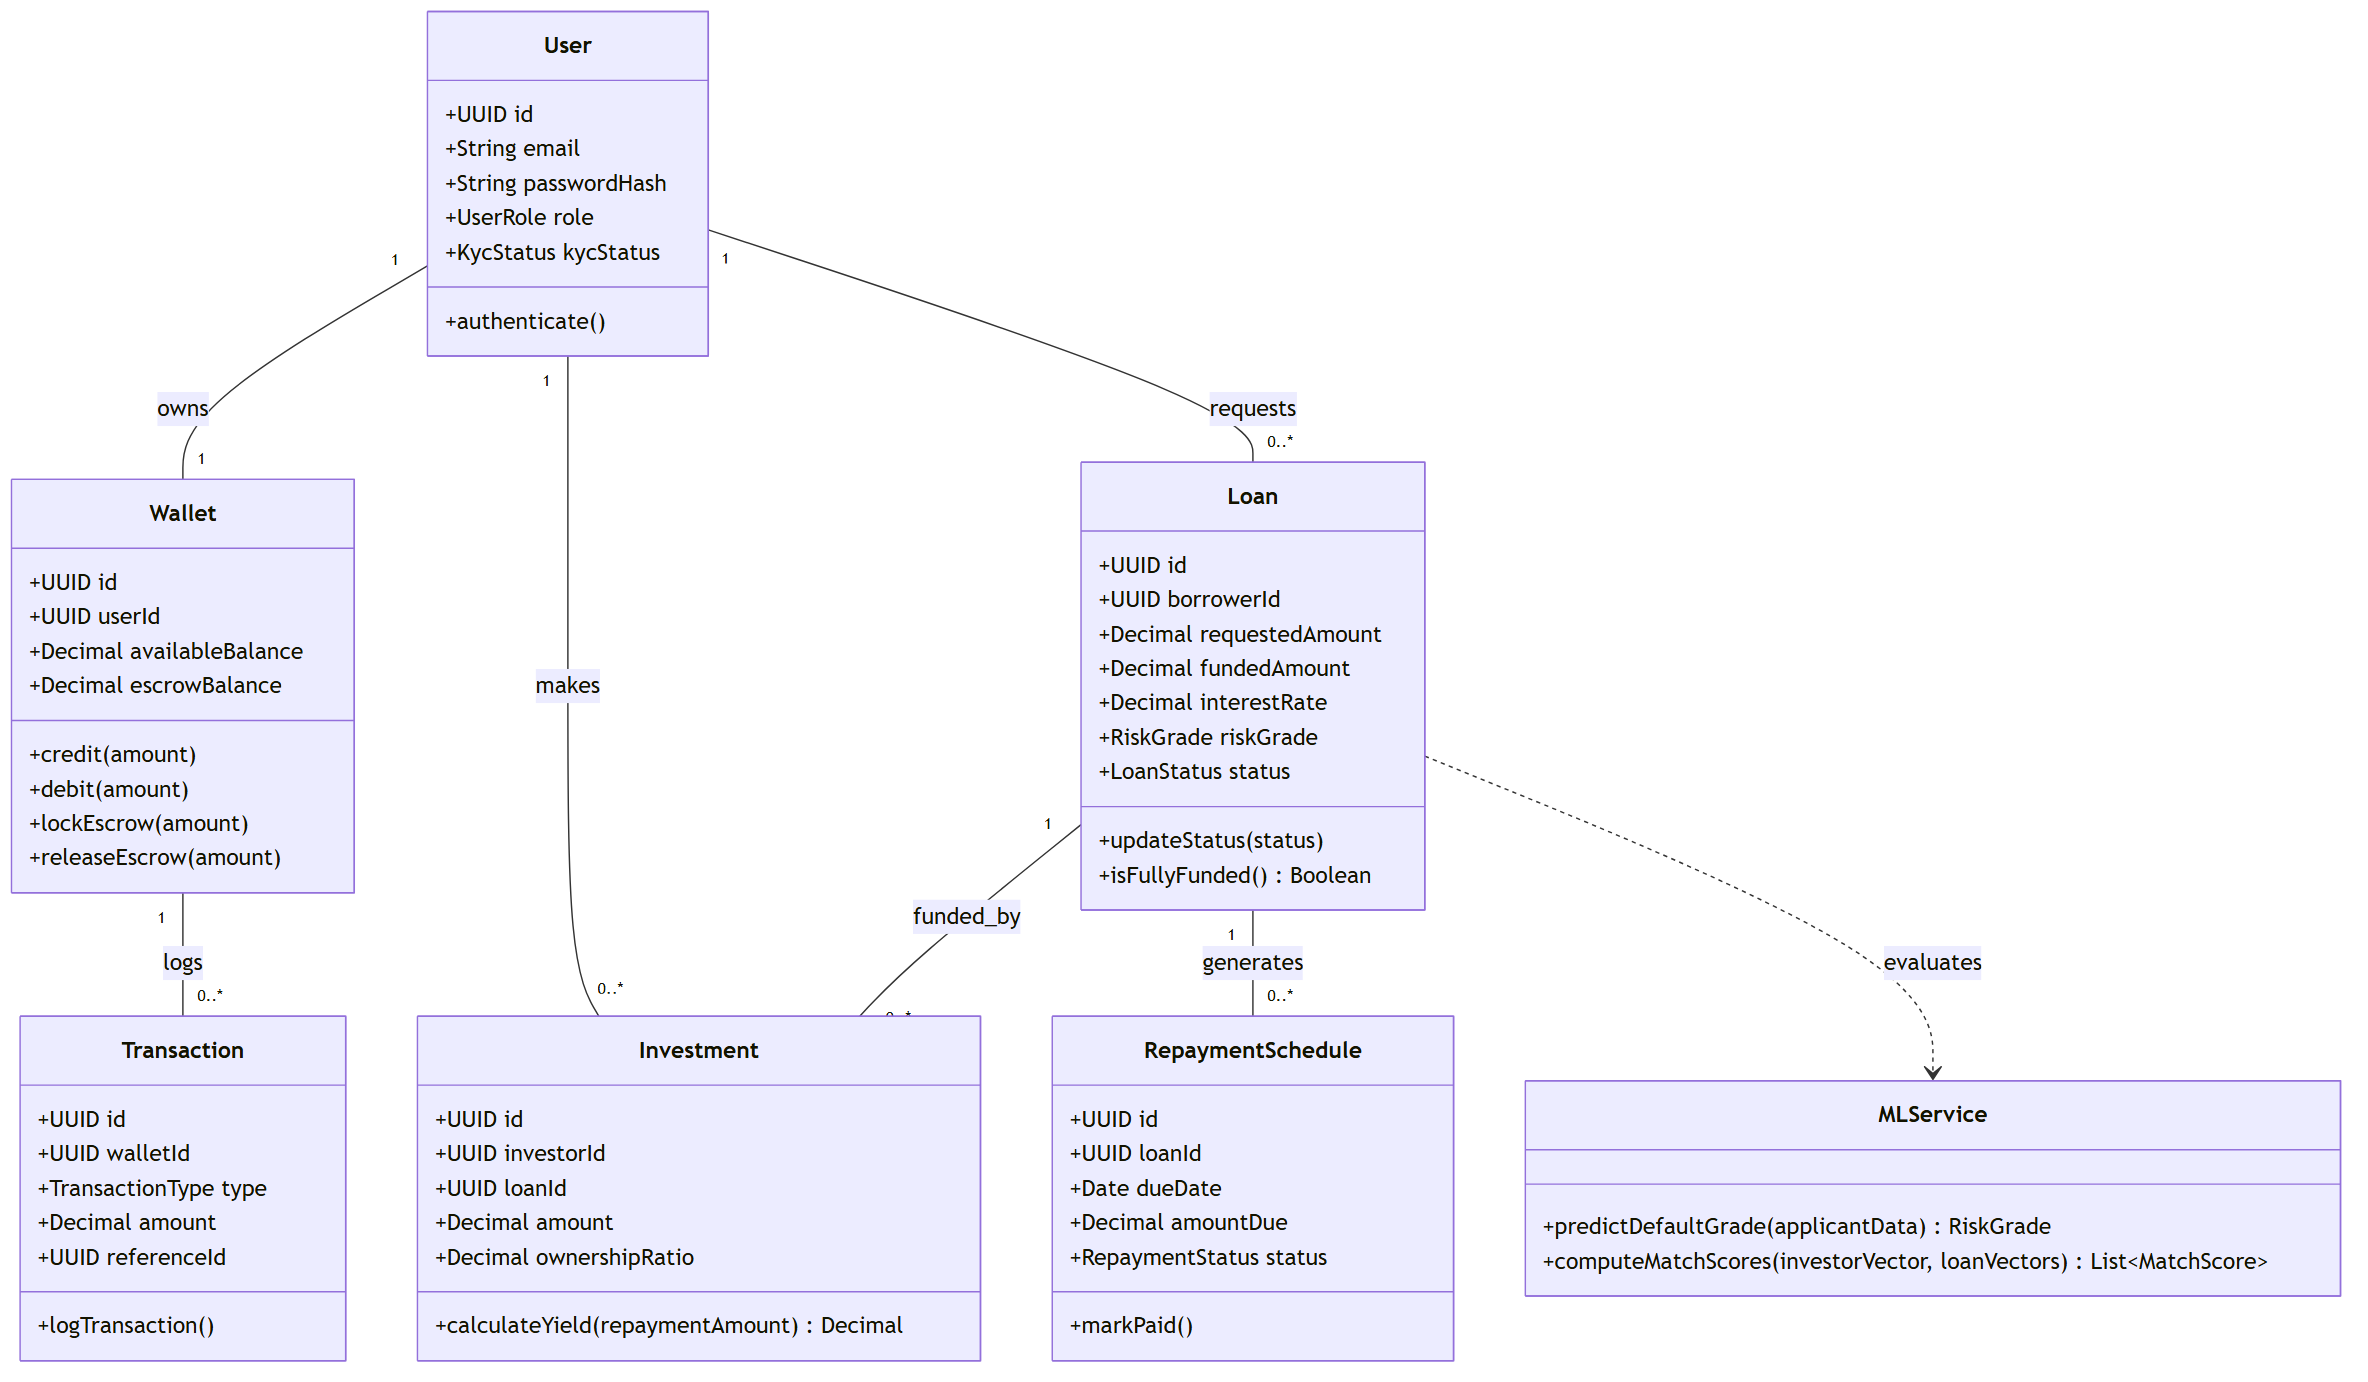 User
+UUID id
+String email
+String passwordHash
+UserRole role
+KycStatus kycStatus
+authenticate()
1
1
1
owns
requests
1
0..*
Wallet
+UUID id
+UUID userId
+Decimal availableBalance
+Decimal escrowBalance
+credit(amount)
+debit(amount)
+lockEscrow(amount)
+releaseEscrow(amount)
makes
Loan
+UUID id
+UUID borrowerId
+Decimal requestedAmount
+Decimal fundedAmount
+Decimal interestRate
+RiskGrade riskGrade
+LoanStatus status
+updateStatus(status)
+isFullyFunded() : Boolean
1
logs
0..*
0..*
1
funded_by
0..*
1
generates
0..*
evaluates
Transaction
+UUID id
+UUID walletId
+TransactionType type
+Decimal amount
+UUID referenceId
+logTransaction()
Investment
+UUID id
+UUID investorId
+UUID loanId
+Decimal amount
+Decimal ownershipRatio
+calculateYield(repaymentAmount) : Decimal
RepaymentSchedule
+UUID id
+UUID loanId
+Date dueDate
+Decimal amountDue
+RepaymentStatus status
+markPaid()
MLService
+predictDefaultGrade(applicantData) : RiskGrade
+computeMatchScores(investorVector, loanVectors) : List<MatchScore>